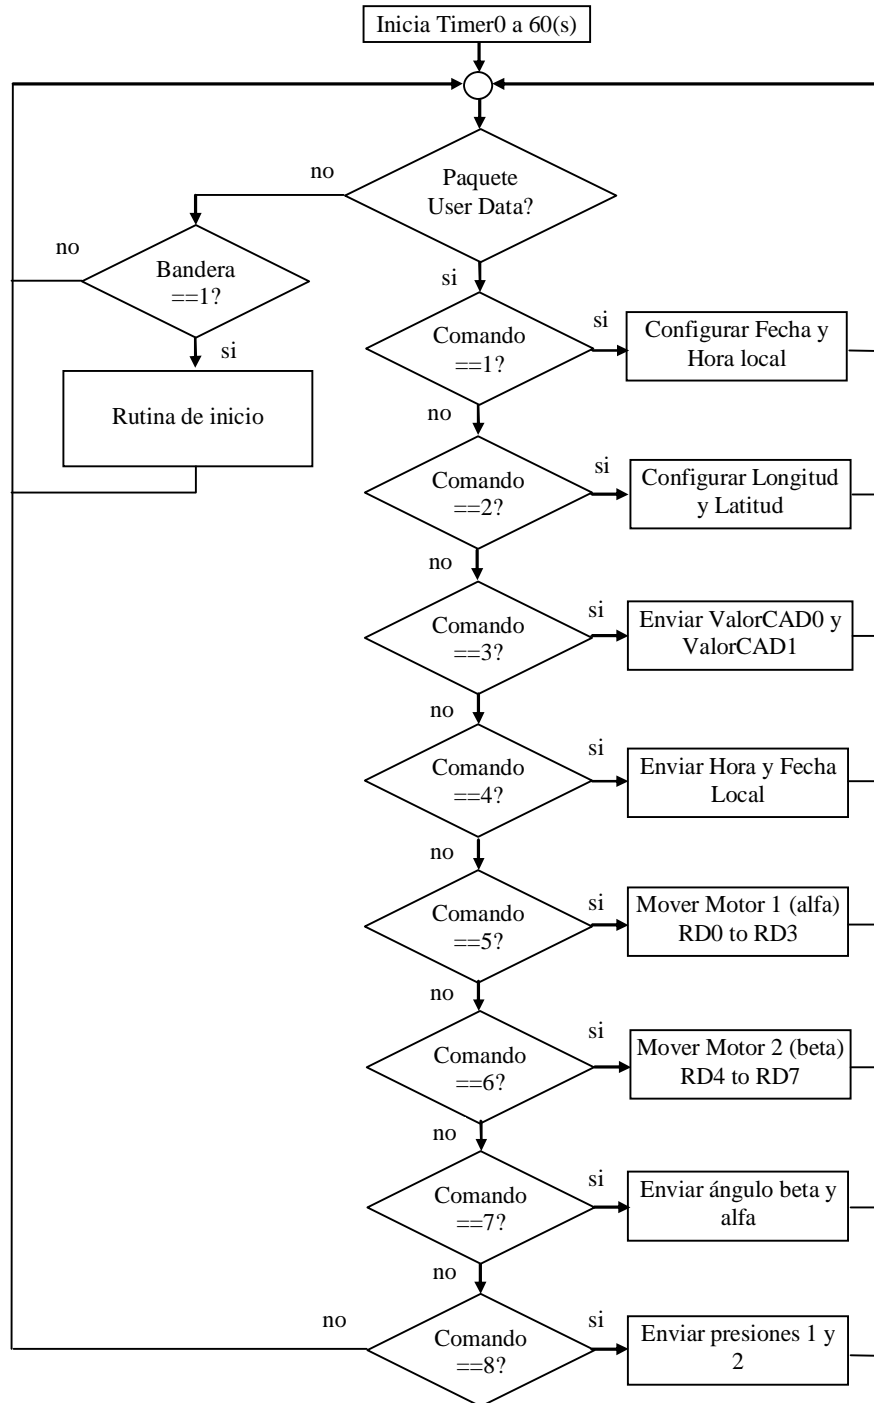 Inicia Timer0 a 60(s)
no
Paquete
User Data?
no
Bandera
==1?
si
si
Rutina de inicio
Comando
==1?
si
Configurar Fecha y
Hora local
no
Comando
==2?
si
Configurar Longitud
y Latitud
no
Comando
==3?
si
Enviar ValorCAD0 y
ValorCAD1
no
Comando
==4?
si
Enviar Hora y Fecha
Local
no
Comando
==5?
si
Mover Motor 1 (alfa)
RD0 to RD3
no
Comando
==6?
si
Mover Motor 2 (beta)
RD4 to RD7
no
Comando
==7?
si
Enviar ángulo beta y
alfa
no
no
Comando
==8?
si
Enviar presiones 1 y
2